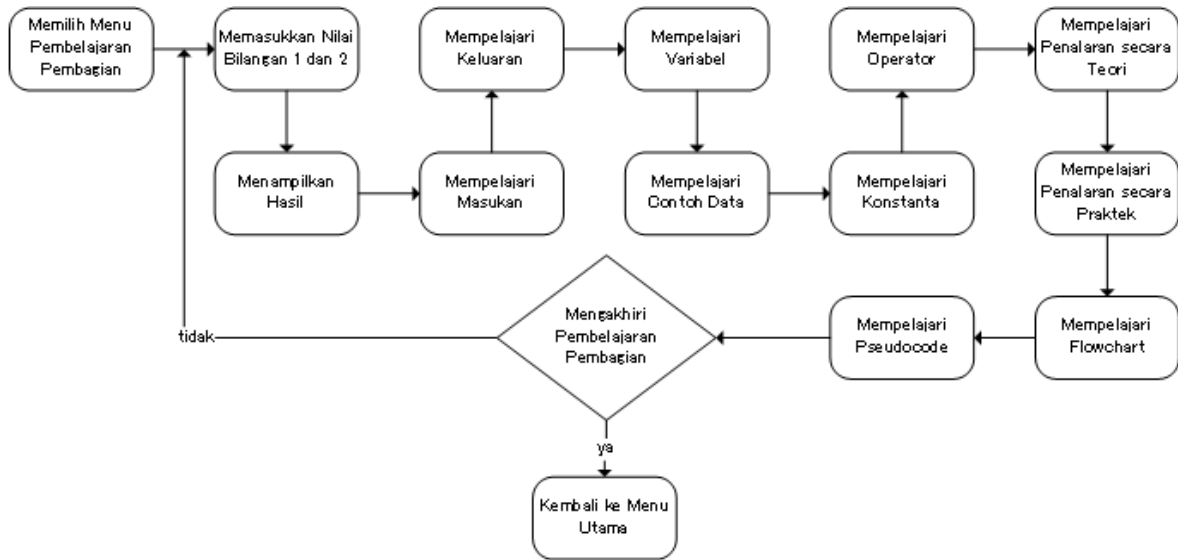 Memilih Menu
Pembelajaran
Pembagian
Memasukkan Nilai
Bilangan 1 dan 2
Menampilkan
Hasil
Mempelajari
Masukan
Mempelajari
Keluaran
Mempelajari
Variabel
Mempelajari
Contoh Data
Mempelajari
Konstanta
Mempelajari
Operator
Mempelajari
Penalaran secara
Teori
Mempelajari
Penalaran secara
Praktek
Mempelajari
Flowchart
Mempelajari
Pseudocode
Mengakhiri
Pembelajaran
Pembagian
tidak
ya
Kembali ke Menu
Utama